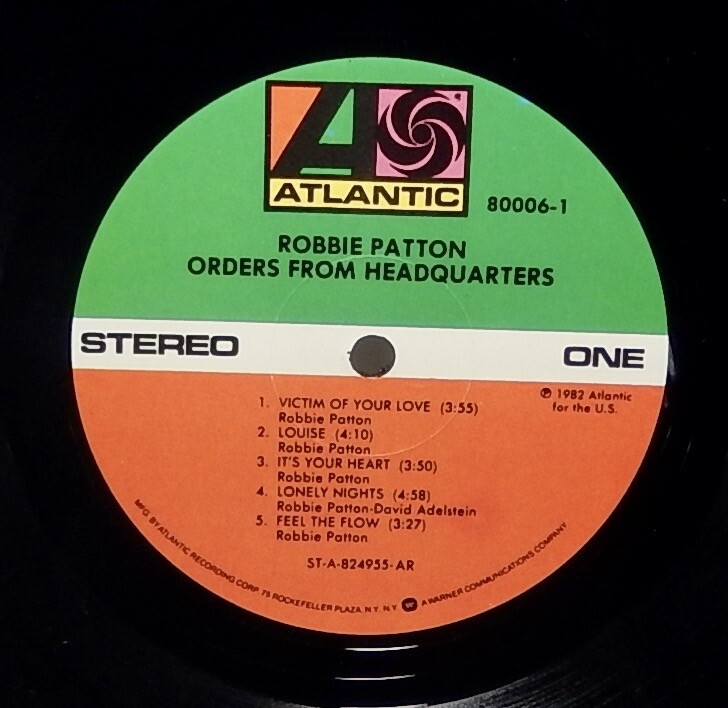 ATLANTIC
80006-1
ROBBIE PATTON
ORDERS FROM HEADQUARTERS
STEREO
ONE
℗ 1982 Atlantic
for the U.S.
1. VICTIM OF YOUR LOVE (3:55)
Robbie Patton
2. LOUISE (4:10)
Robbie Patton
3. IT'S YOUR HEART (3:50)
Robbie Patton
4. LONELY NIGHTS (4:58)
Robbie Patton-David Adelstein
5. FEEL THE FLOW (3:27)
Robbie Patton
ST-A-824955-AR
MFG. BY ATLANTIC RECORDING CORP. 75 ROCKEFELLER PLAZA, N.Y. N.Y. A WARNER COMMUNICATIONS COMPANY